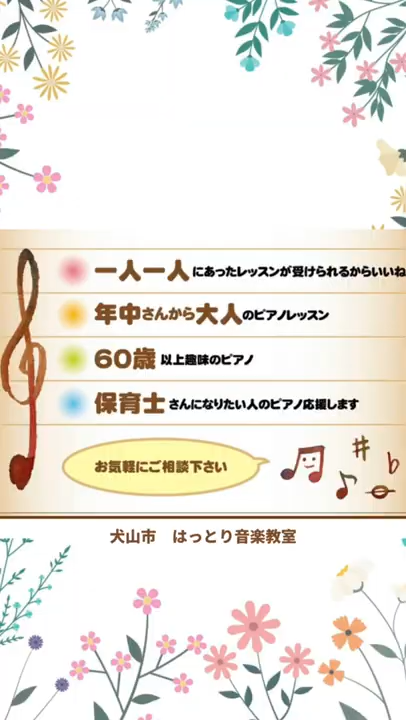 一人一人にあったレッスンが受けられるからいいね
年中さんから大人のピアノレッスン
60歳以上趣味のピアノ
保育士さんになりたい人のピアノ応援します
お気軽にご相談下さい
犬山市　はっとり音楽教室